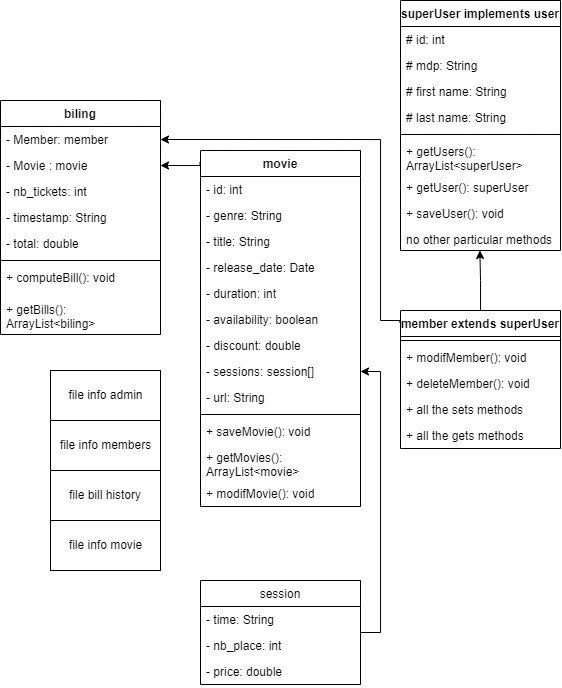 superUser implements user
# id: int
# mdp: String
# first name: String
# last name: String
+ getUsers():
ArrayList<superUser>
+ getUser(): superUser
+ saveUser(): void
no other particular methods
biling
- Member: member
- Movie : movie
- nb_tickets: int
- timestamp: String
- total: double
+ computeBill(): void
+ getBills():
ArrayList<biling>
movie
- id: int
- genre: String
- title: String
- release_date: Date
- duration: int
- availability: boolean
- discount: double
- sessions: session[]
- url: String
+ saveMovie(): void
+ getMovies():
ArrayList<movie>
+ modifMovie(): void
member extends superUser
+ modifMember(): void
+ deleteMember(): void
+ all the sets methods
+ all the gets methods
file info admin
file info members
file bill history
file info movie
session
- time: String
- nb_place: int
- price: double